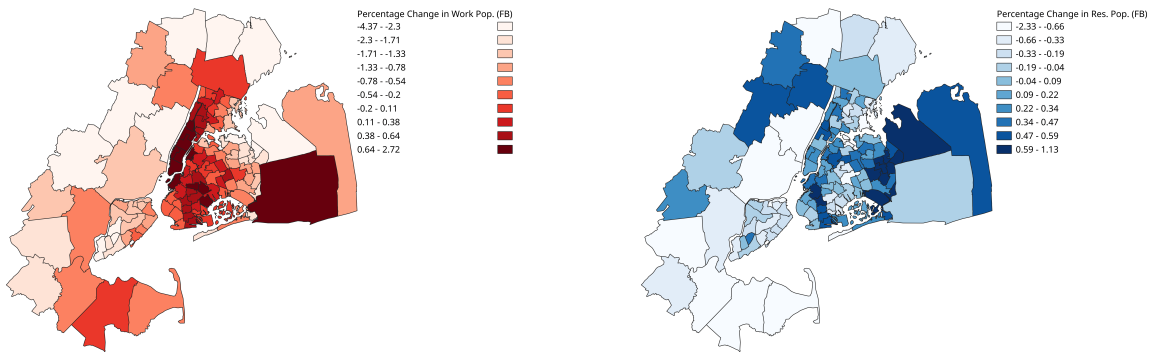 Percentage Change in Work Pop. (FB)
-4.37 - -2.3
-2.3 - -1.71
-1.71 - -1.33
-1.33 - -0.78
-0.78 - -0.54
-0.54 - -0.2
-0.2 - 0.11
0.11 - 0.38
0.38 - 0.64
0.64 - 2.72
Percentage Change in Res. Pop. (FB)
-2.33 - -0.66
-0.66 - -0.33
-0.33 - -0.19
-0.19 - -0.04
-0.04 - 0.09
0.09 - 0.22
0.22 - 0.34
0.34 - 0.47
0.47 - 0.59
0.59 - 1.13